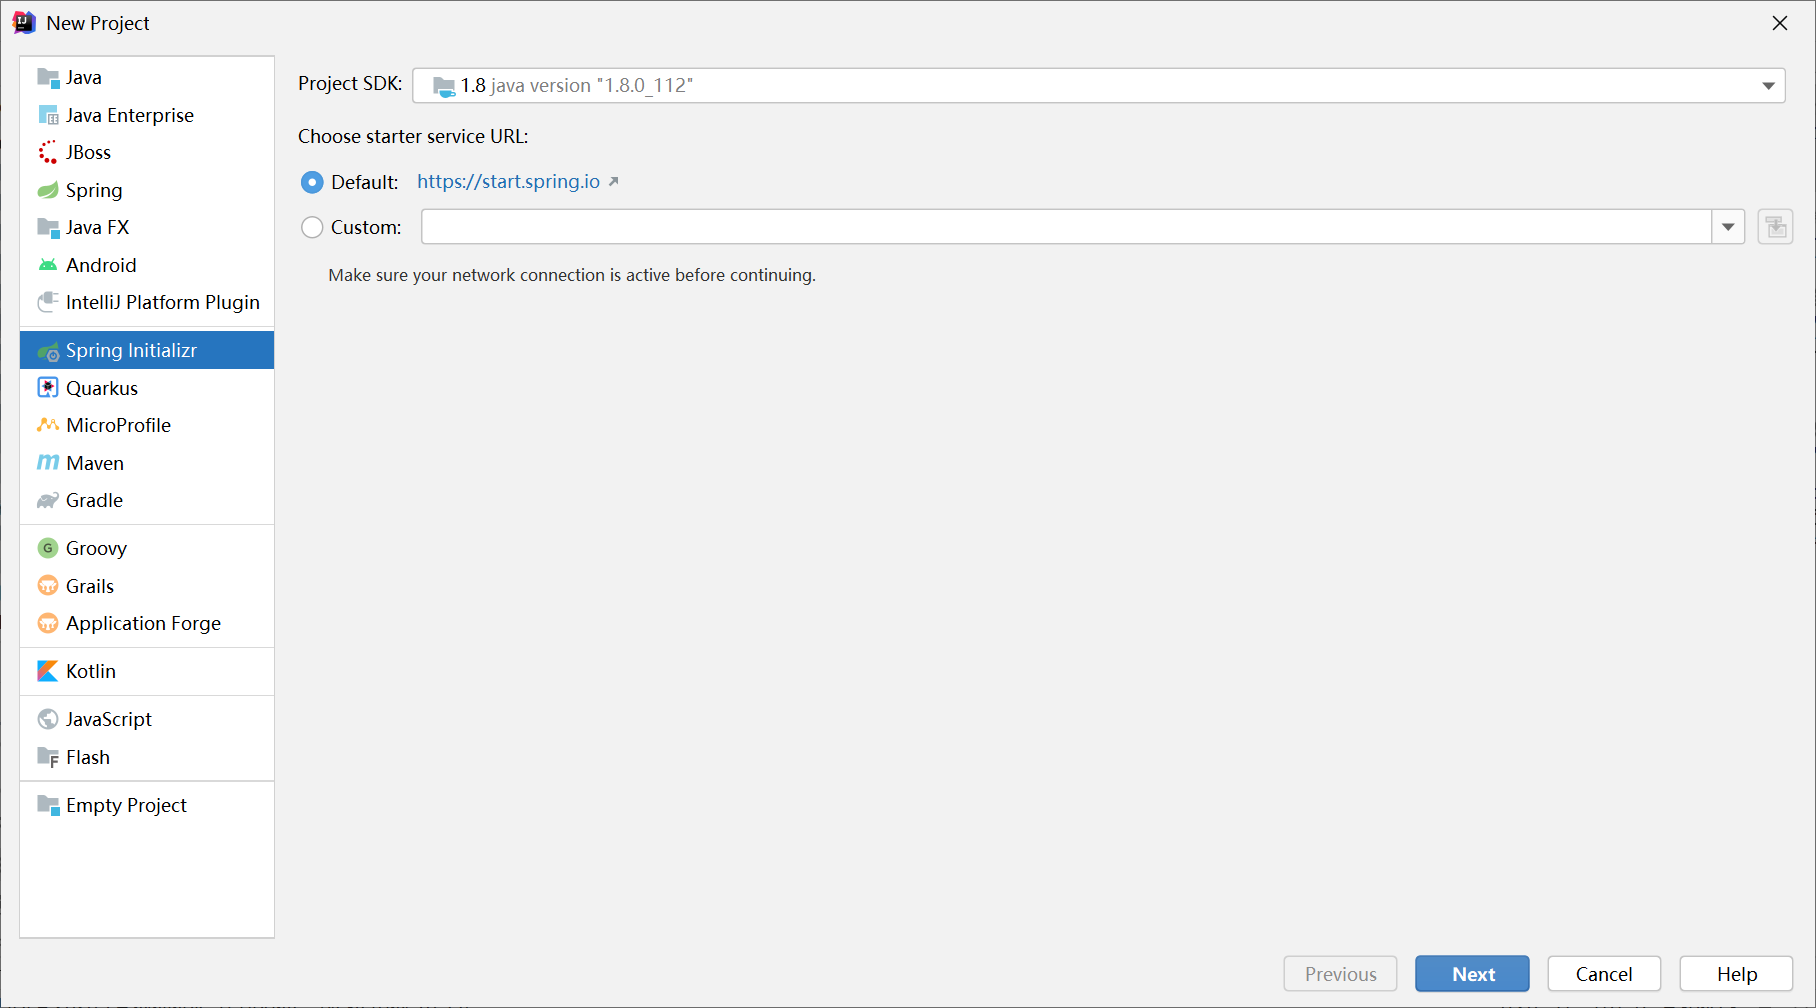 New Project
Java
Java Enterprise
JBoss
Spring
Java FX
Android
IntelliJ Platform Plugin
Spring Initializr
Quarkus
MicroProfile
Maven
Gradle
Groovy
Grails
Application Forge
Kotlin
JavaScript
Flash
Empty Project
Project SDK: 1.8 java version "1.8.0_112"
Choose starter service URL:
Default: https://start.spring.io
Custom:
Make sure your network connection is active before continuing.
Previous Next Cancel Help